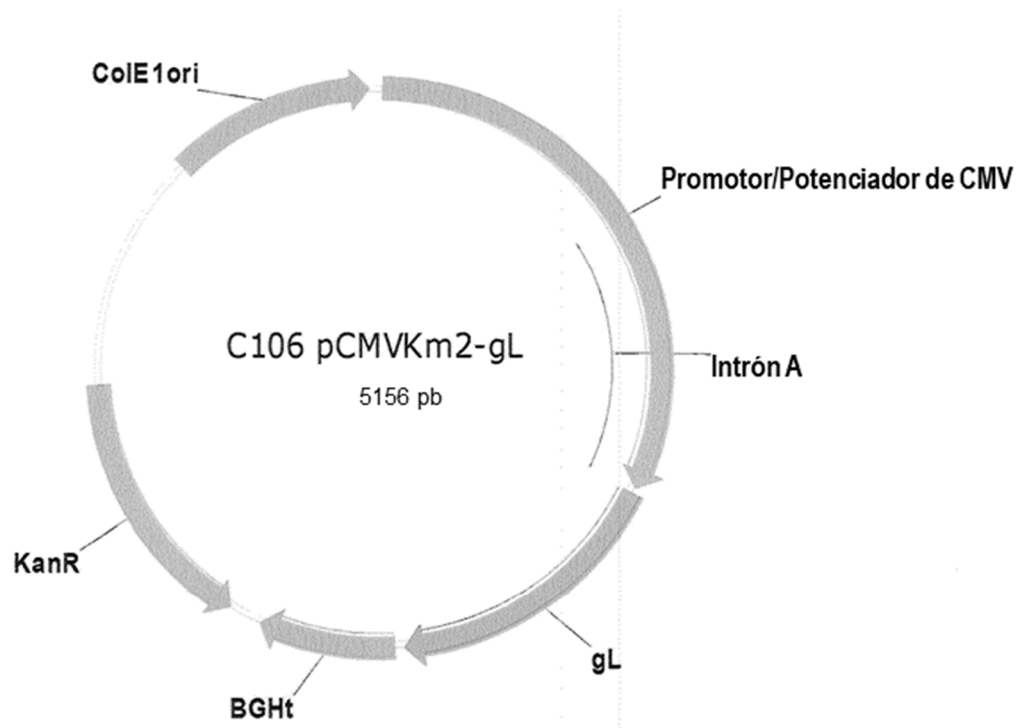 ColE1ori
Promotor/Potenciador de CMV
C106 pCMVKm2-gL
5156 pb
Intrón A
KanR
gL
BGHt